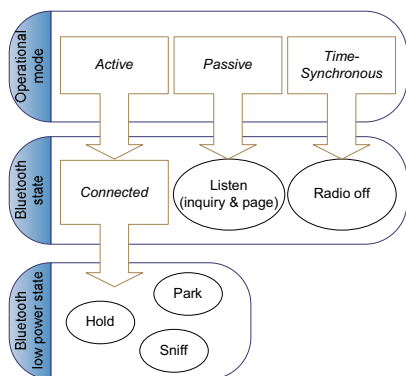 Operational
mode
Active
Passive
Time-
Synchronous
Bluetooth
state
Connected
Listen
(inquiry & page)
Radio off
Bluetooth
low power state
Park
Hold
Sniff